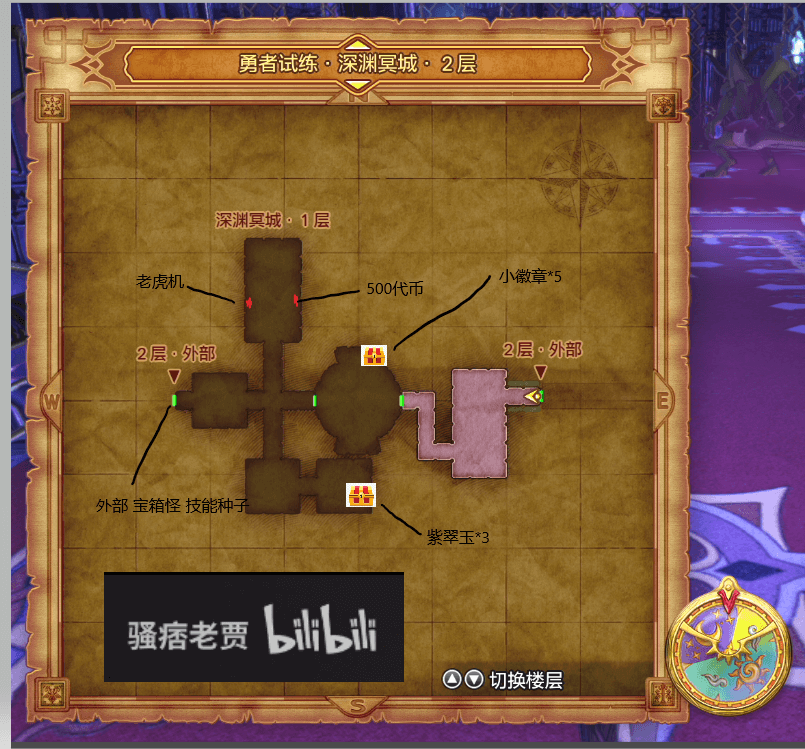 勇者试练·深渊冥城·2层
N
深渊冥城·1层
老虎机
500代币
小徽章*5
2层·外部
2层·外部
W
E
外部 宝箱怪 技能种子
紫翠玉*3
骚痞老贾 bilibili
切换楼层
S